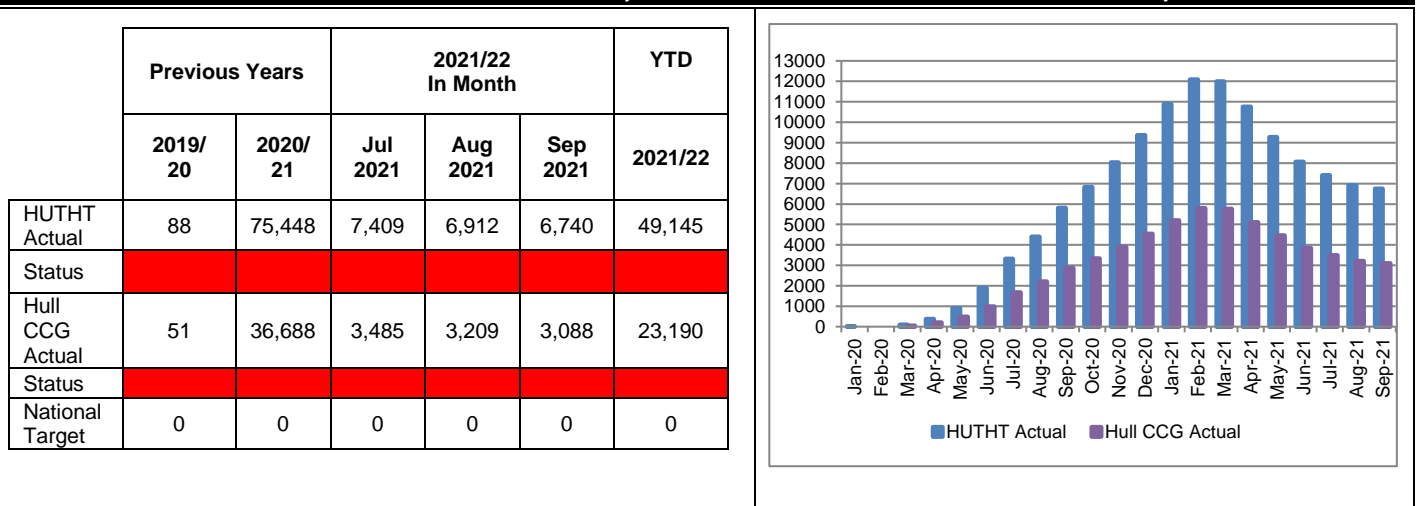 Previous Years
2021/22
In Month
YTD
2019/
20
2020/
21
Jul
2021
Aug
2021
Sep
2021
2021/22
HUTHT
Actual
88
75,448
7,409
6,912
6,740
49,145
Status
Hull
CCG
Actual
51
36,688
3,485
3,209
3,088
23,190
Status
National
Target
0
0
0
0
0
0
13000
12000
11000
10000
9000
8000
7000
6000
5000
4000
3000
2000
1000
0
Jan-20
Feb-20
Mar-20
Apr-20
May-20
Jun-20
Jul-20
Aug-20
Sep-20
Oct-20
Nov-20
Dec-20
Jan-21
Feb-21
Mar-21
Apr-21
May-21
Jun-21
Jul-21
Aug-21
Sep-21
HUTHT Actual
Hull CCG Actual